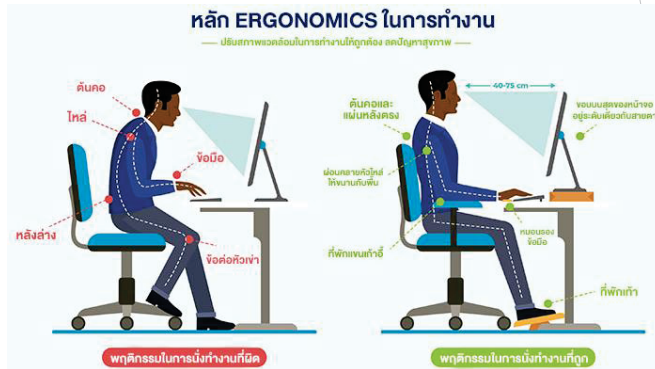 หลัก ERGONOMICS ในการทำงาน
ปรับสภาพแวดล้อมในการทำงานให้ถูกต้อง ลดปัญหาสุขภาพ
ต้นคอ
ไหล่
ข้อมือ
หลังล่าง
ข้อต่อหัวเข่า
พฤติกรรมในการนั่งทำงานที่ผิด
40-75 cm
ต้นคอและ
แผ่นหลังตรง
ขอบบนสุดของหน้าจอ
อยู่ระดับเดียวกับสายตา
ผ่อนคลายหัวไหล่
ให้ขนานกับพื้น
ที่พักแขนเก้าอี้
หมอนรอง
ข้อมือ
ที่พักเท้า
พฤติกรรมในการนั่งทำงานที่ถูก